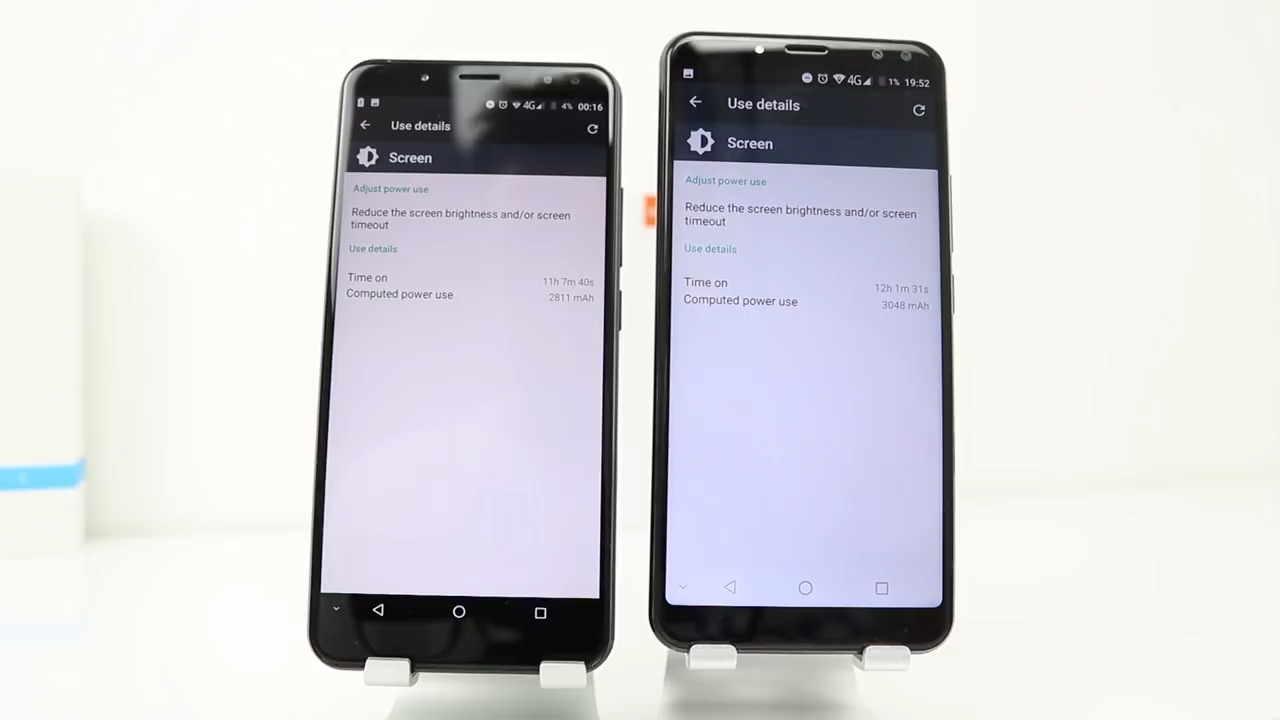 4G 4% 00:16
Use details
Screen
Adjust power use
Reduce the screen brightness and/or screen
timeout
Use details
Time on 11h 7m 40s
Computed power use 2811 mAh
4G 1% 19:52
Use details
Screen
Adjust power use
Reduce the screen brightness and/or screen
timeout
Use details
Time on 12h 1m 31s
Computed power use 3048 mAh